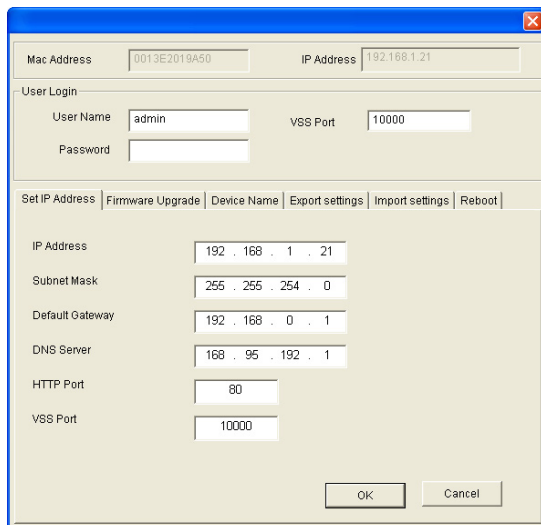 Mac Address 0013E2019A50 IP Address 192.168.1.21
User Login
User Name admin VSS Port 10000
Password
Set IP Address Firmware Upgrade Device Name Export settings Import settings Reboot
IP Address 192 . 168 . 1 . 21
Subnet Mask 255 . 255 . 254 . 0
Default Gateway 192 . 168 . 0 . 1
DNS Server 168 . 95 . 192 . 1
HTTP Port 80
VSS Port 10000
OK Cancel